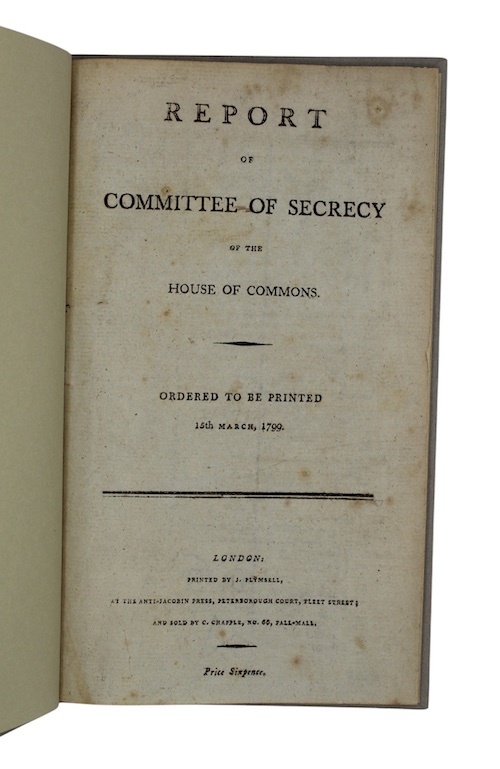 REPORT
OF
COMMITTEE OF SECRECY
OF THE
HOUSE OF COMMONS.
ORDERED TO BE PRINTED
15th MARCH, 1799.
LONDON:
PRINTED BY J. PLYMSELL,
AT THE ANTI-JACOBIN PRESS, PETERBOROUGH COURT, FLEET STREET;
AND SOLD BY C. CHAPPLE, NO. 66, PALL-MALL.
Price Sixpence.